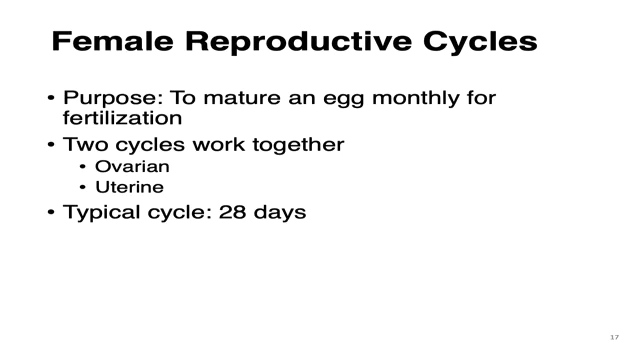 Female Reproductive Cycles
• Purpose: To mature an egg monthly for
fertilization
• Two cycles work together
• Ovarian
• Uterine
• Typical cycle: 28 days
17